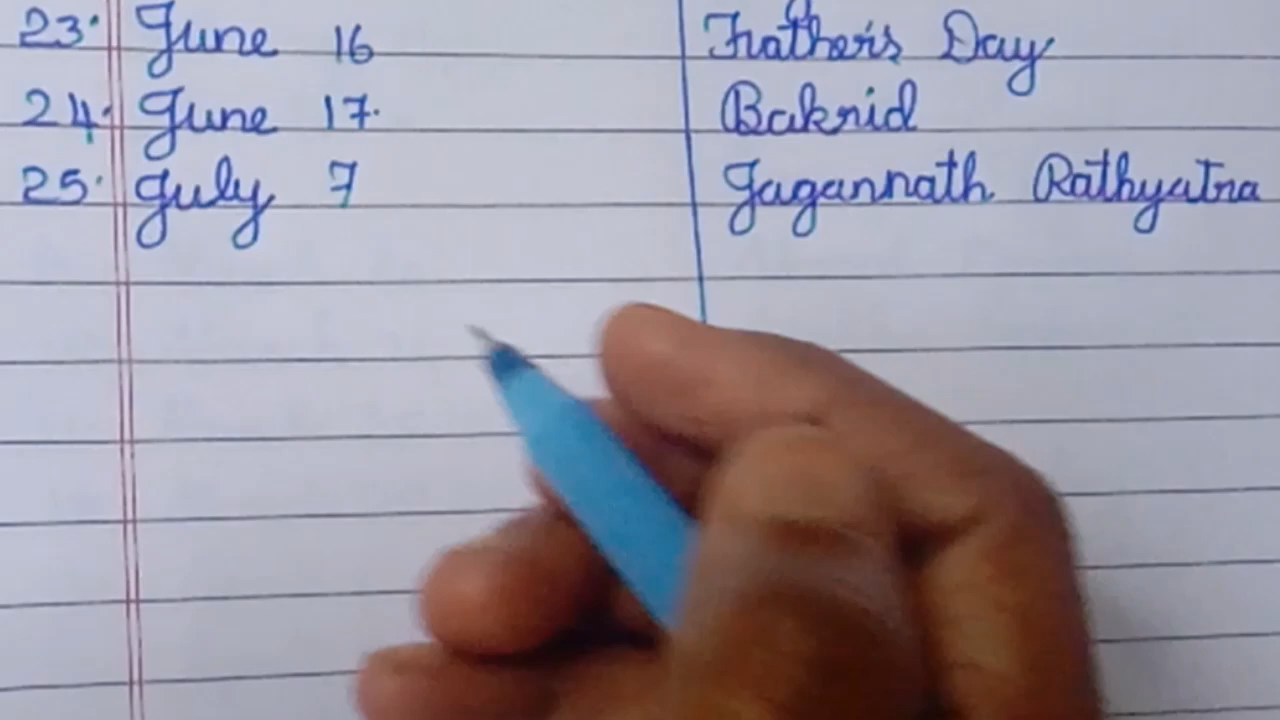 23. June 16 Father's Day
24. June 17. Bakrid
25. July 7 Jagannath Rathyatra